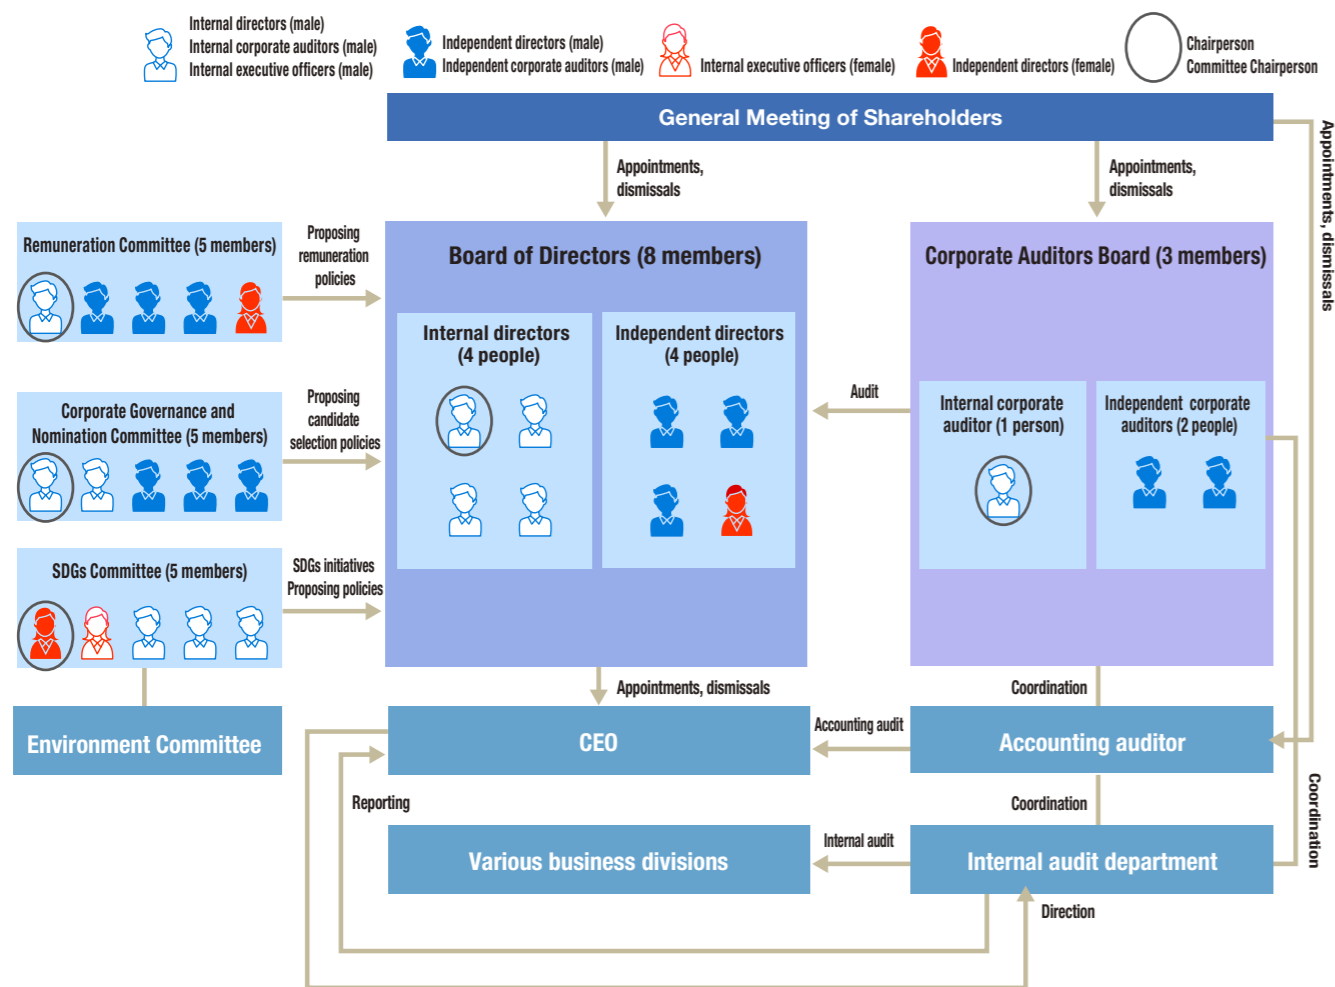 Internal directors (male)
Internal corporate auditors (male)
Internal executive officers (male)
Independent directors (male)
Independent corporate auditors (male)
Internal executive officers (female)
Independent directors (female)
Chairperson
Committee Chairperson
General Meeting of Shareholders
Appointments,
dismissals
Appointments,
dismissals
Appointments, dismissals
Remuneration Committee (5 members)
Proposing
remuneration
policies
Board of Directors (8 members)
Internal directors
(4 people)
Independent directors
(4 people)
Corporate Auditors Board (3 members)
Audit
Internal corporate
auditor (1 person)
Independent corporate
auditors (2 people)
Corporate Governance and
Nomination Committee (5 members)
Proposing
candidate
selection policies
SDGs Committee (5 members)
SDGs initiatives
Proposing policies
Appointments, dismissals
Coordination
Environment Committee
CEO
Accounting audit
Accounting auditor
Reporting
Coordination
Coordination
Various business divisions
Internal audit
Internal audit department
Direction